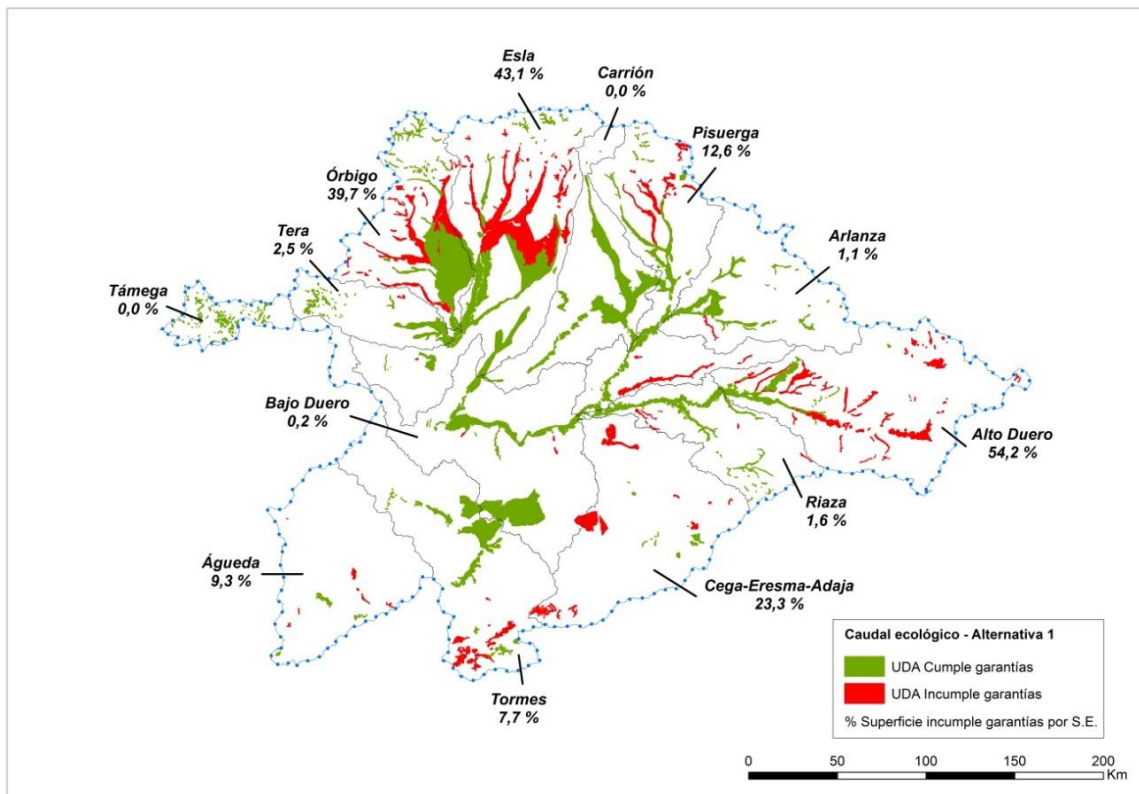 Esla
43,1 %
Carrión
0,0 %
Pisuerga
12,6 %
Órbigo
39,7 %
Tera
2,5 %
Arlanza
1,1 %
Támega
0,0 %
Bajo Duero
0,2 %
Alto Duero
54,2 %
Riaza
1,6 %
Águeda
9,3 %
Cega-Eresma-Adaja
23,3 %
Tormes
7,7 %
Caudal ecológico - Alternativa 1
UDA Cumple garantías
UDA Incumple garantías
% Superficie incumple garantías por S.E.
0 50 100 150 200
Km